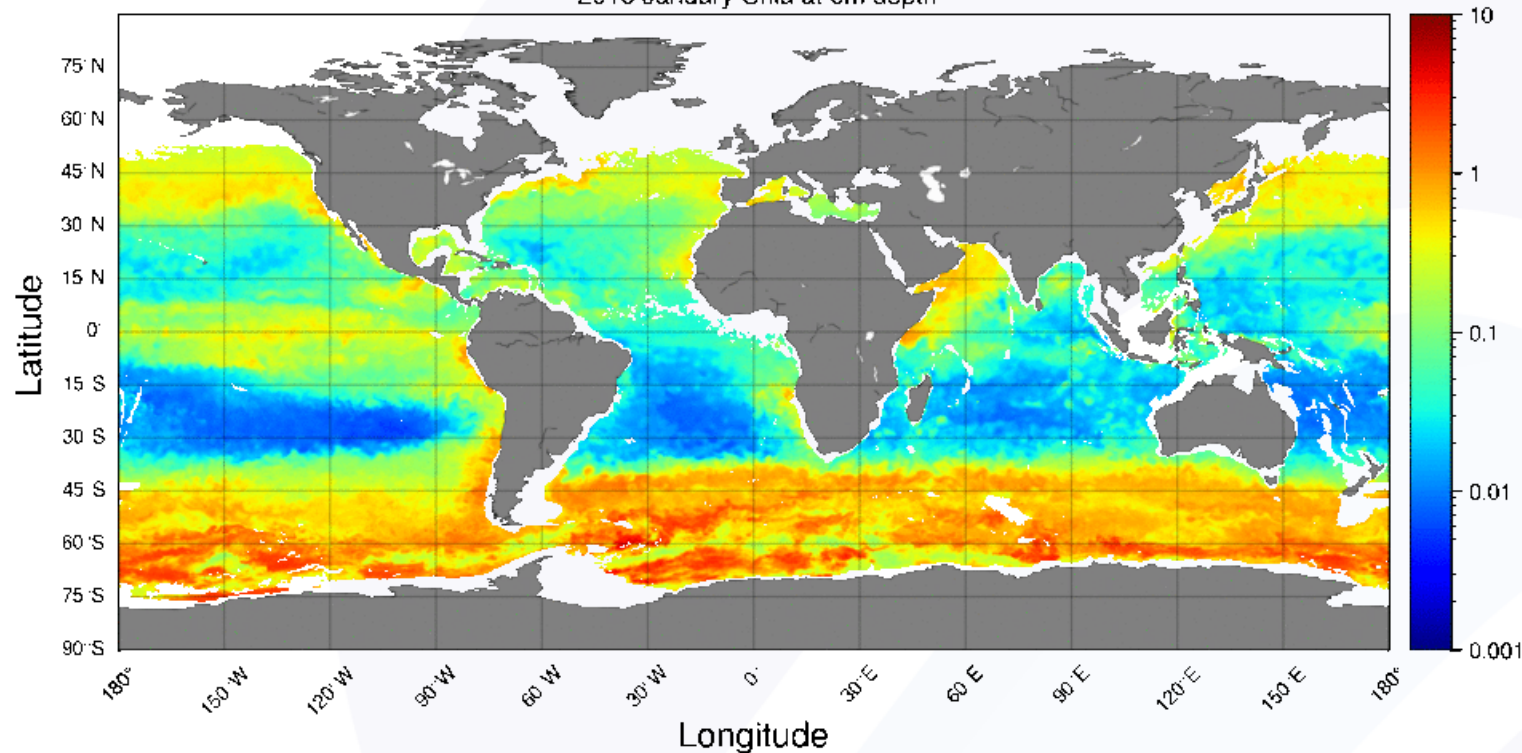 January Chla at depth
10
75° N
60° N
45° N
1
30° N
15° N
Latitude
0°
0.1
15° S
30° S
45° S
0.01
60° S
75° S
90° S
0.001
180° 150° W 120° W 90° W 60° W 30° W 0° 30° E 60° E 90° E 120° E 150° E 180°
Longitude